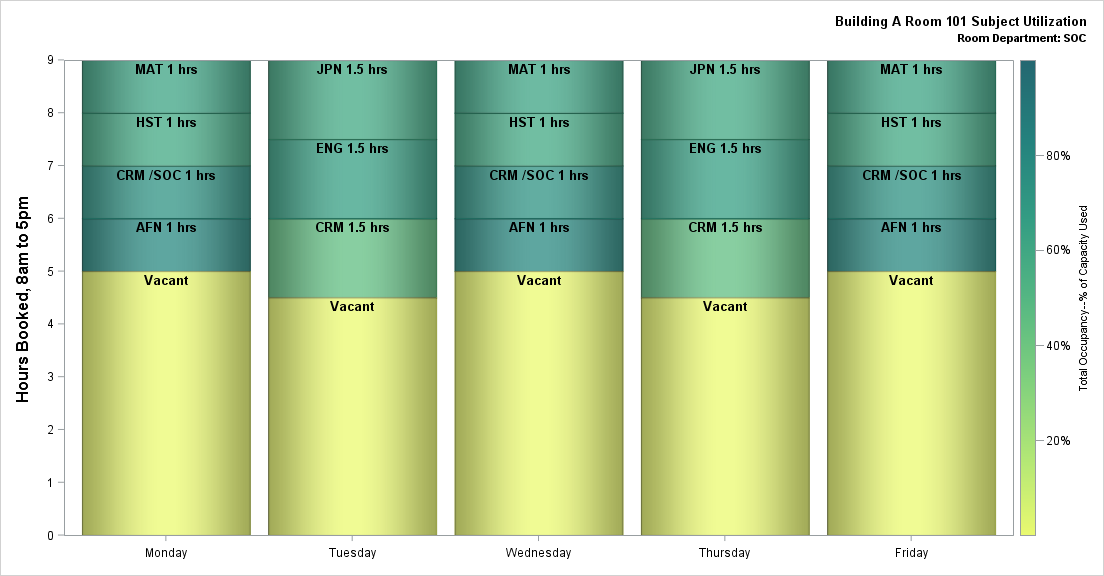 Building A Room 101 Subject Utilization
Room Department: SOC
Hours Booked, 8am to 5pm
9
8
7
6
5
4
3
2
1
0
MAT 1 hrs
HST 1 hrs
CRM /SOC 1 hrs
AFN 1 hrs
Vacant
JPN 1.5 hrs
ENG 1.5 hrs
CRM 1.5 hrs
Vacant
MAT 1 hrs
HST 1 hrs
CRM /SOC 1 hrs
AFN 1 hrs
Vacant
JPN 1.5 hrs
ENG 1.5 hrs
CRM 1.5 hrs
Vacant
MAT 1 hrs
HST 1 hrs
CRM /SOC 1 hrs
AFN 1 hrs
Vacant
Monday
Tuesday
Wednesday
Thursday
Friday
80%
60%
40%
20%
Total Occupancy--% of Capacity Used